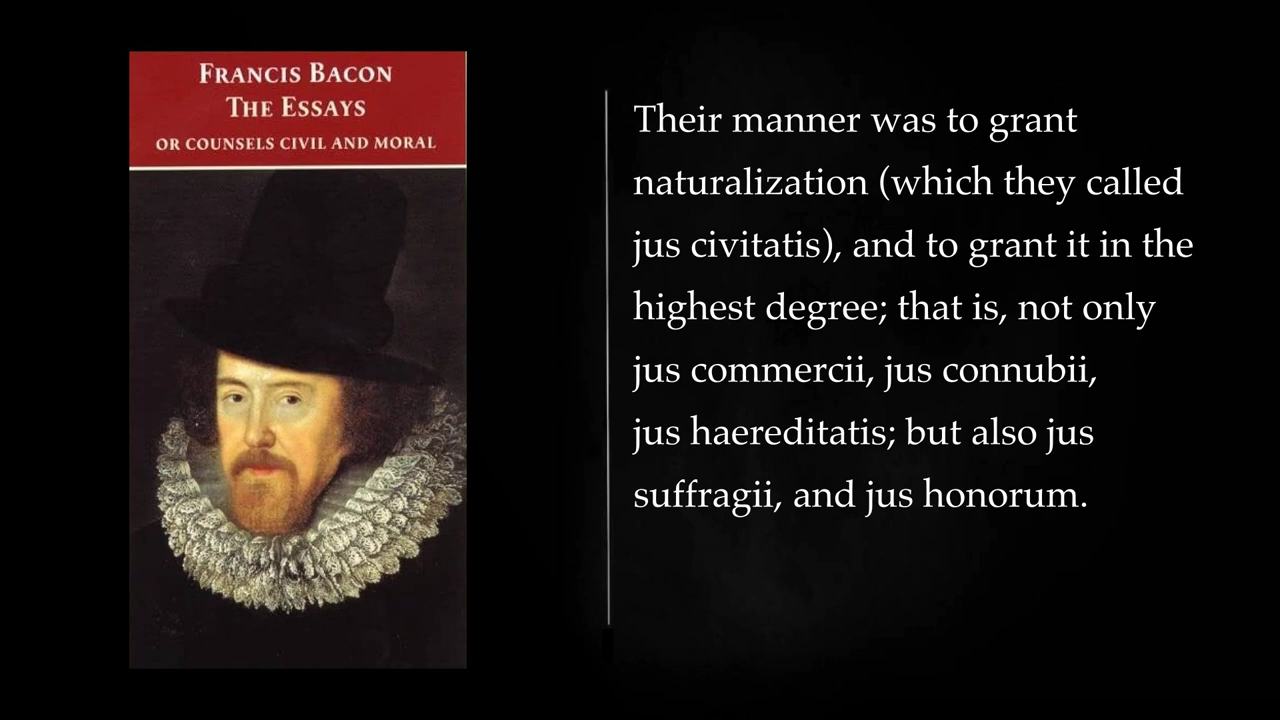 FRANCIS BACON
THE ESSAYS
OR COUNSELS CIVIL AND MORAL
Their manner was to grant
naturalization (which they called
jus civitatis), and to grant it in the
highest degree; that is, not only
jus commercii, jus connubii,
jus haereditatis; but also jus
suffragii, and jus honorum.